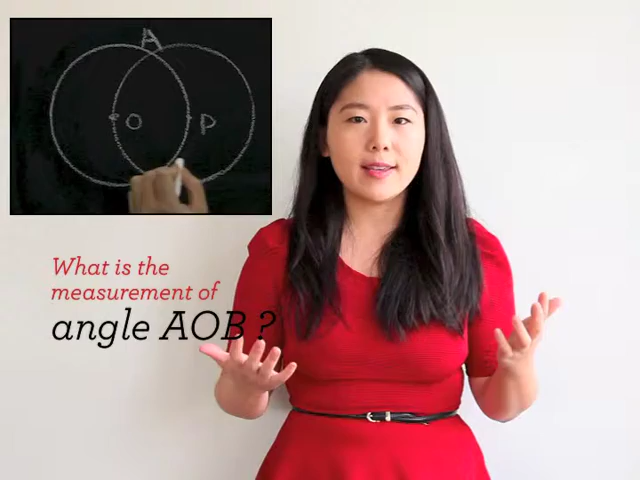 A
O P
What is the
measurement of
angle AOB ?